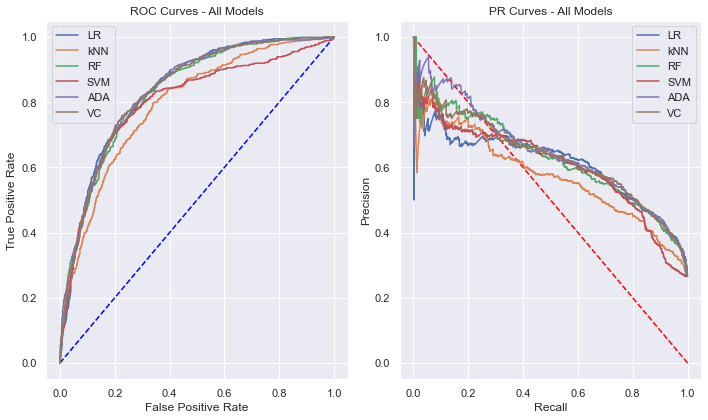 ROC Curves - All Models
LR
kNN
RF
SVM
ADA
VC
1.0
0.8
0.6
0.4
0.2
0.0
True Positive Rate
0.0 0.2 0.4 0.6 0.8 1.0
False Positive Rate
PR Curves - All Models
LR
kNN
RF
SVM
ADA
VC
1.0
0.8
0.6
0.4
0.2
0.0
Precision
0.0 0.2 0.4 0.6 0.8 1.0
Recall